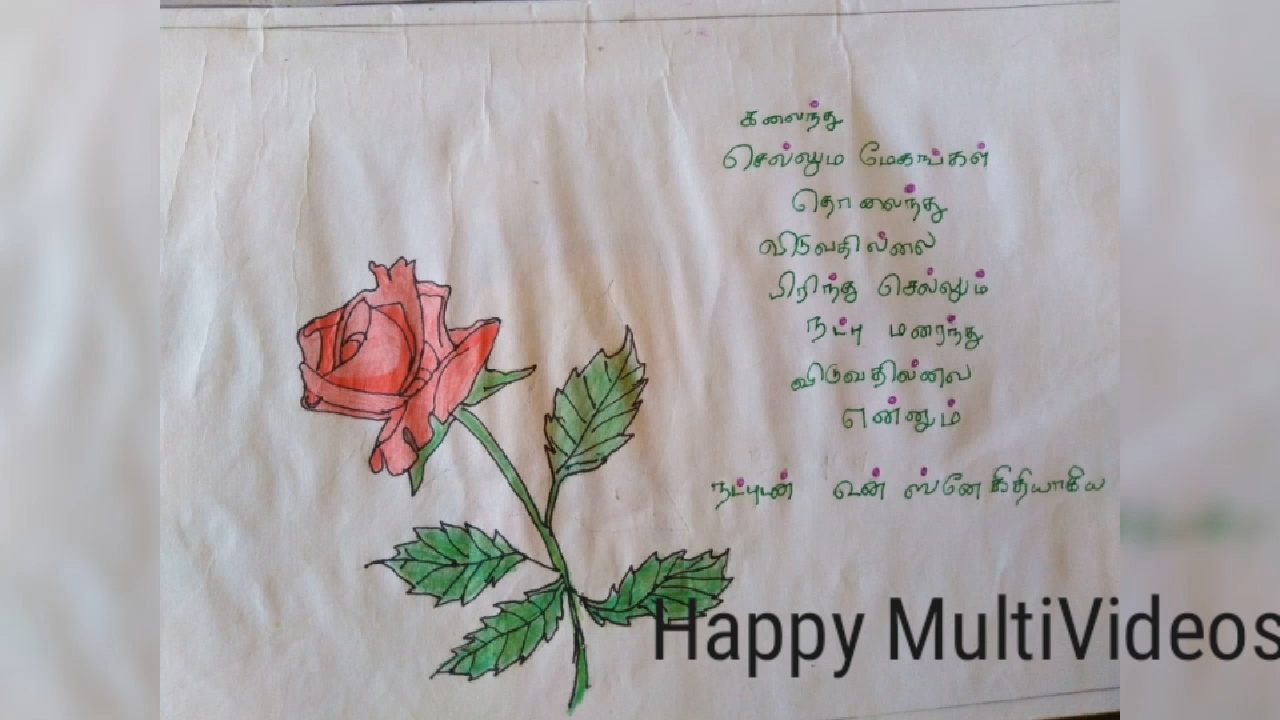 கலைந்து
செல்லும மேகங்கள்
தொலைந்து
விடுவதில்லை
பிரிந்து செல்லும்
நட்பு மறைந்து
விடுவதில்லை
என்னும்
நட்புடன் உன் ஸ்னேகிதியாகிய
Happy MultiVideos